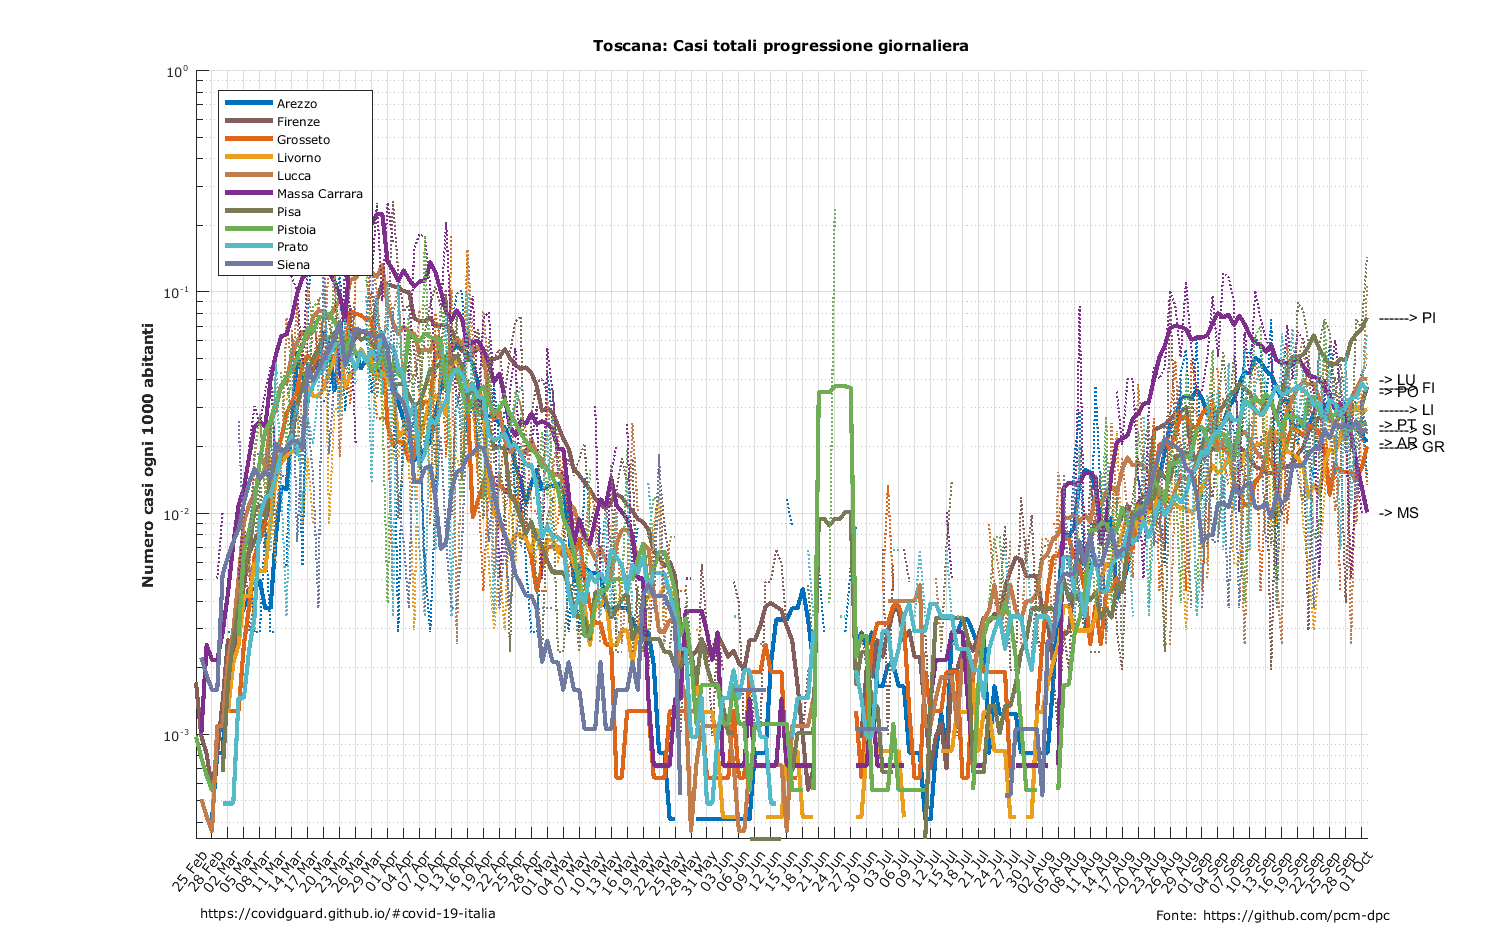 Toscana: Casi totali progressione giornaliera
Numero casi ogni 1000 abitanti
10^0
10^-1
10^-2
10^-3
Arezzo
Firenze
Grosseto
Livorno
Lucca
Massa Carrara
Pisa
Pistoia
Prato
Siena
------> PI
-> LU
------> FI
-> PO
------> LI
-> PT
------> SI
-> AR
------> GR
-> MS
25 Feb
28 Feb
02 Mar
05 Mar
08 Mar
11 Mar
14 Mar
17 Mar
20 Mar
23 Mar
26 Mar
29 Mar
01 Apr
04 Apr
07 Apr
10 Apr
13 Apr
16 Apr
19 Apr
22 Apr
25 Apr
28 Apr
01 May
04 May
07 May
10 May
13 May
16 May
19 May
22 May
25 May
28 May
31 May
03 Jun
06 Jun
09 Jun
12 Jun
15 Jun
18 Jun
21 Jun
24 Jun
27 Jun
30 Jun
03 Jul
06 Jul
09 Jul
12 Jul
15 Jul
18 Jul
21 Jul
24 Jul
27 Jul
30 Jul
02 Aug
05 Aug
08 Aug
11 Aug
14 Aug
17 Aug
20 Aug
23 Aug
26 Aug
29 Aug
01 Sep
04 Sep
07 Sep
10 Sep
13 Sep
16 Sep
19 Sep
22 Sep
25 Sep
28 Sep
01 Oct
https://covidguard.github.io/#covid-19-italia
Fonte: https://github.com/pcm-dpc